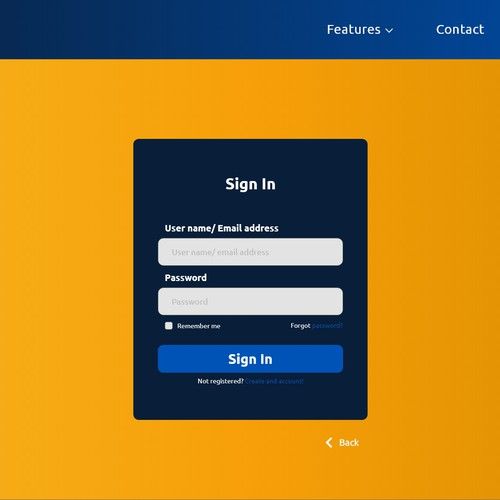 Features Contact
Sign In
User name/ Email address
User name/ email address
Password
Password
Remember me Forgot password?
Sign In
Not registered? Create and account!
Back